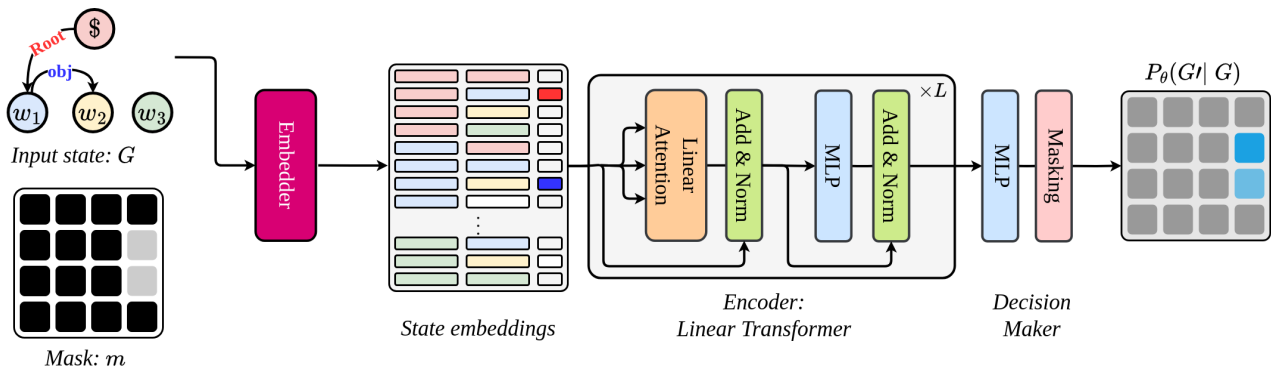 $
Root
obj
w₁ w₂ w₃
Input state: G
Mask: m
Embedder
⋮
State embeddings
Linear
Attention
Add & Norm
MLP
Add & Norm
×L
Encoder:
Linear Transformer
MLP
Masking
Decision
Maker
P_θ(G′| G)